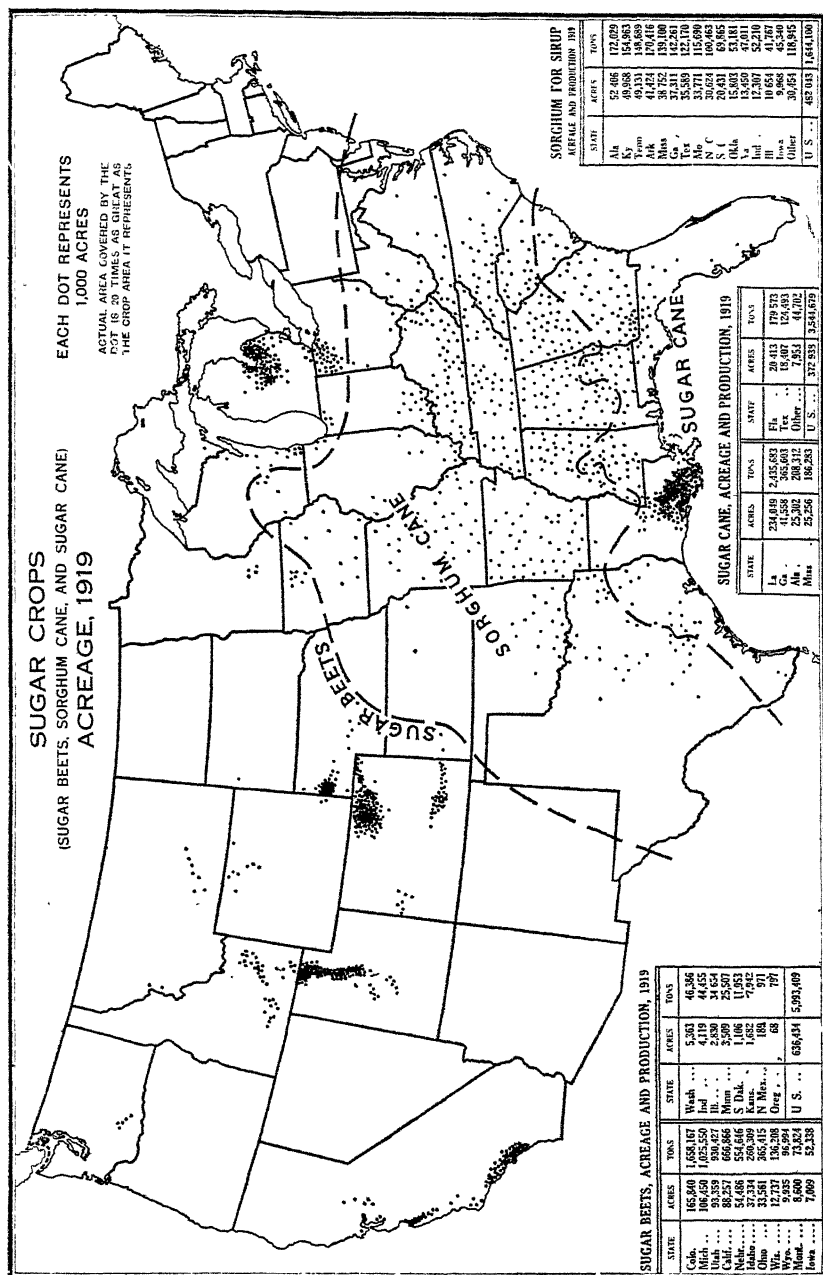 SUGAR CROPS
(SUGAR BEETS, SORGHUM CANE, AND SUGAR CANE)
ACREAGE, 1919
EACH DOT REPRESENTS
1,000 ACRES
ACTUAL AREA COVERED BY THE
DOT IS 20 TIMES AS GREAT AS
THE CROP AREA IT REPRESENTS
SUGAR BEETS
SORGHUM CANE
SUGAR CANE
SUGAR BEETS, ACREAGE AND PRODUCTION, 1919
STATE ACRES TONS STATE ACRES TONS
Colo. 165,840 1,658,167 Wash ... 5,363 46,386
Mich .. 106,450 1,025,550 Ind .. 4,119 44,455
Utah ... 93,359 930,427 Ill. ... 2,830 34 654
Calif.... 88,257 666,866 Minn ... 3,509 25,507
Nebr.... 54,486 554,646 S Dak. 1,106 11,953
Idaho.... 37,334 260,309 Kans. 1,682 7,942
Ohio .... 33,561 365,415 N Mex... 189 971
Wis. .... 12,737 136,208 Oreg . . 68 797
Wyo. ... 9,935 96,994
Mont. ... 8,600 73,824 U S. .. 636,434 5,993,409
Iowa .... 7,009 52,338
SUGAR CANE, ACREAGE AND PRODUCTION, 1919
STATE ACRES TONS STATE ACRES TONS
La 234,049 2,435,683 Fla 20 413 179 573
Ga 41,558 365,603 Tex .. 18,407 124,493
Ala . 25,302 208,312 Other ... 7,953 44,702
Miss . 25,256 186,283 U S. .. 372 938 3,544,679
SORGHUM FOR SIRUP
ACREAGE AND PRODUCTION 1919
STATE ACRES TONS
Ala 52 406 172,029
Ky 49,968 154,963
Tenn 49,131 148,689
Ark 41,424 170,416
Miss 38 752 139,100
Ga 37,311 142,261
Tex 35,589 122,170
Mo 33,771 115,690
N C 30,624 100,463
S C 20,431 69,865
Okla 15,803 53,181
Va 13,450 47,011
Ind 12,307 52,210
Ill 10 654 41,767
Iowa 9,968 45,340
Other 30,454 118,945
U S .. 482 043 1,644,100